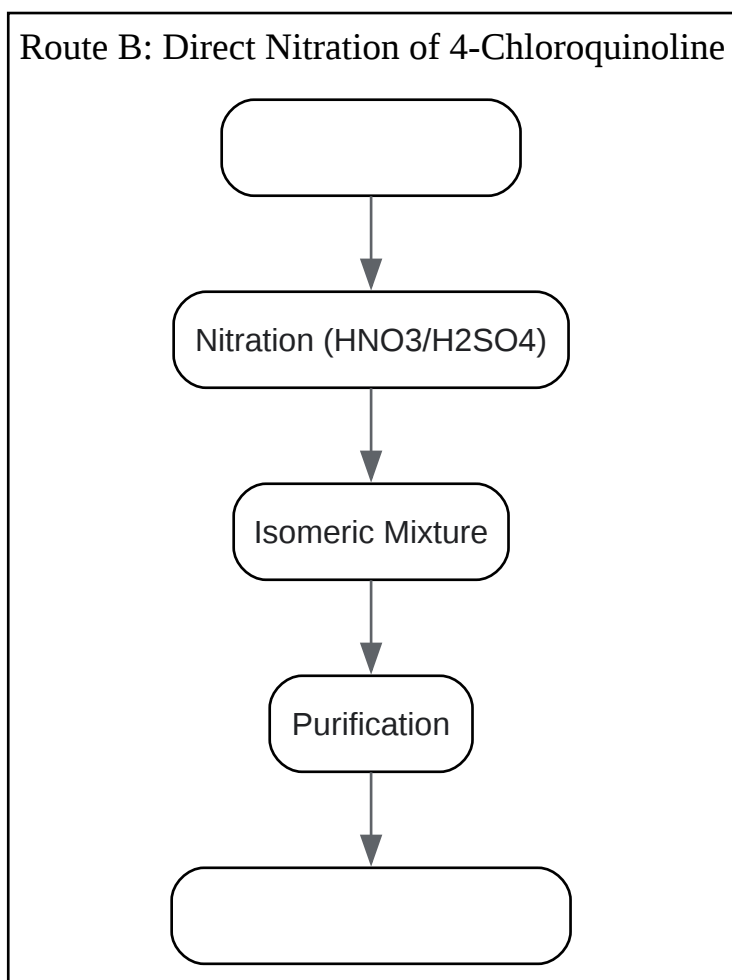 Route B: Direct Nitration of 4-Chloroquinoline
Nitration (HNO3/H2SO4)
Isomeric Mixture
Purification